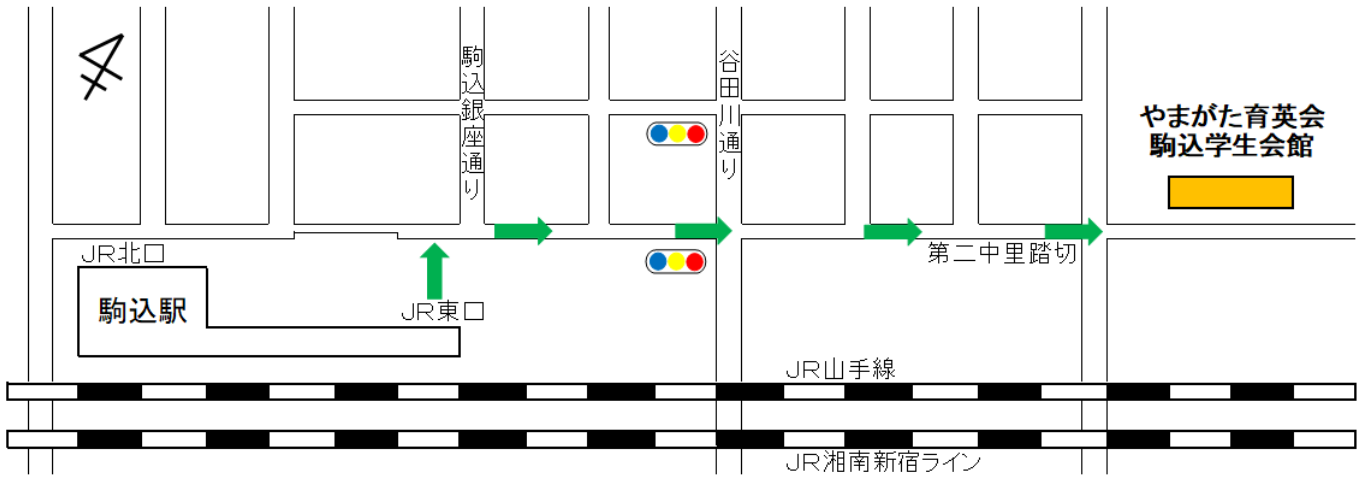 駒込銀座通り
谷田川通り
やまがた育英会
駒込学生会館
JR北口
第二中里踏切
駒込駅
JR東口
JR山手線
JR湘南新宿ライン